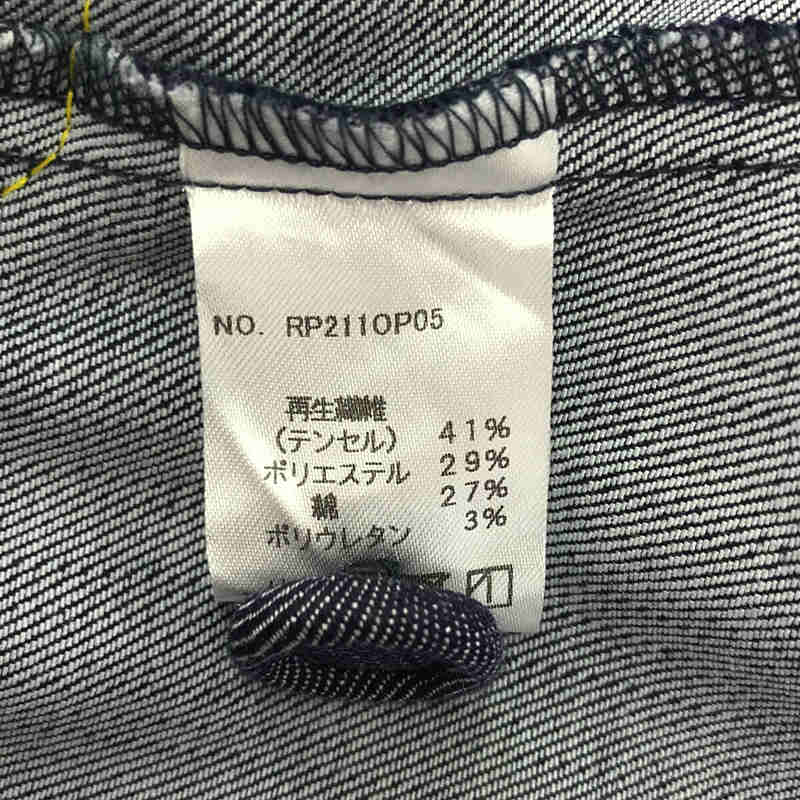 NO. RP211OP05
再生繊維
(テンセル) 41%
ポリエステル 29%
綿 27%
ポリウレタン 3%